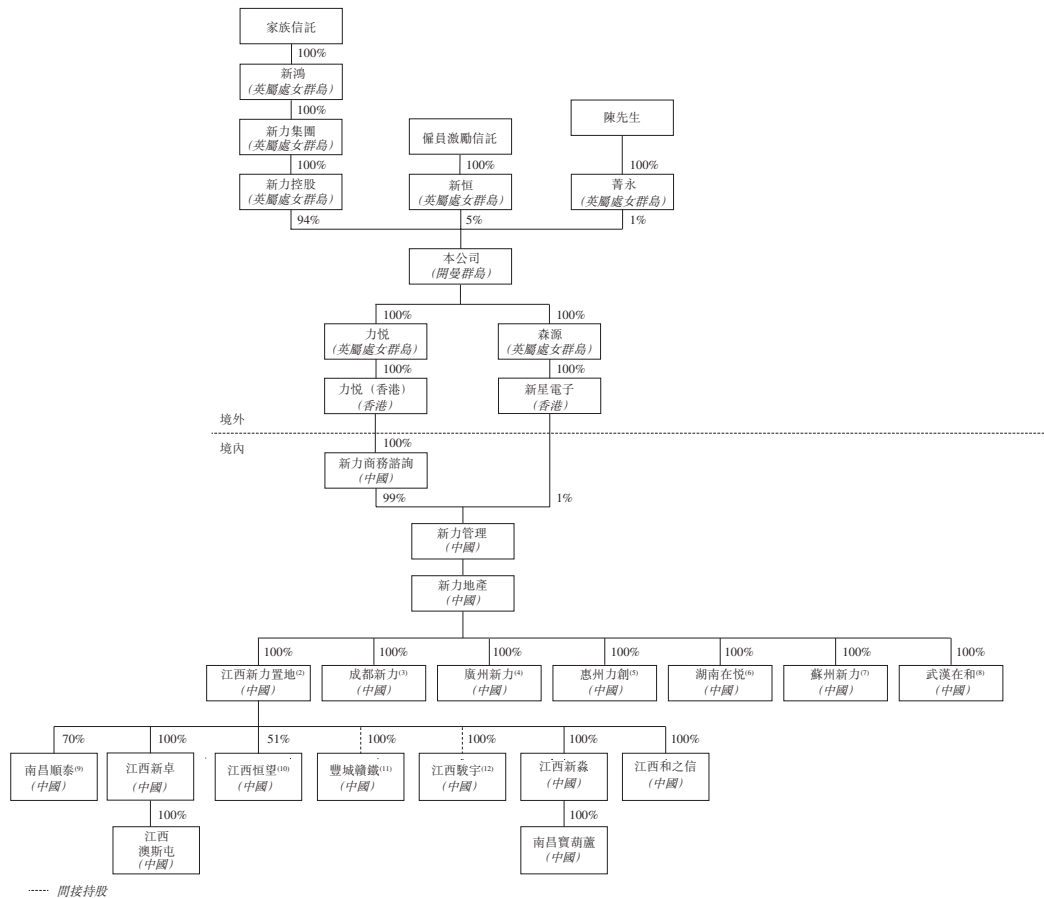 家族信託
100%
新鴻
(英屬處女群島)
100%
新力集團
(英屬處女群島)
100%
新力控股
(英屬處女群島)
94%
僱員激勵信託
100%
新恒
(英屬處女群島)
5%
陳先生
100%
菁永
(英屬處女群島)
1%
本公司
(開曼群島)
100%
力悅
(英屬處女群島)
100%
力悅（香港）
(香港)
100%
森源
(英屬處女群島)
100%
新星電子
(香港)
境外
境內
100%
新力商務諮詢
(中國)
99%
1%
新力管理
(中國)
新力地產
(中國)
100%
江西新力置地(2)
(中國)
100%
成都新力(3)
(中國)
100%
廣州新力(4)
(中國)
100%
惠州力創(5)
(中國)
100%
湖南在悅(6)
(中國)
100%
蘇州新力(7)
(中國)
100%
武漢在和(8)
(中國)
70%
南昌順泰(9)
(中國)
100%
江西新卓
(中國)
51%
江西恒望(10)
(中國)
100%
豐城贛鐵(11)
(中國)
100%
江西駿宇(12)
(中國)
100%
江西新淼
(中國)
100%
江西和之信
(中國)
100%
江西
澳斯屯
(中國)
100%
南昌寶葫蘆
(中國)
間接持股